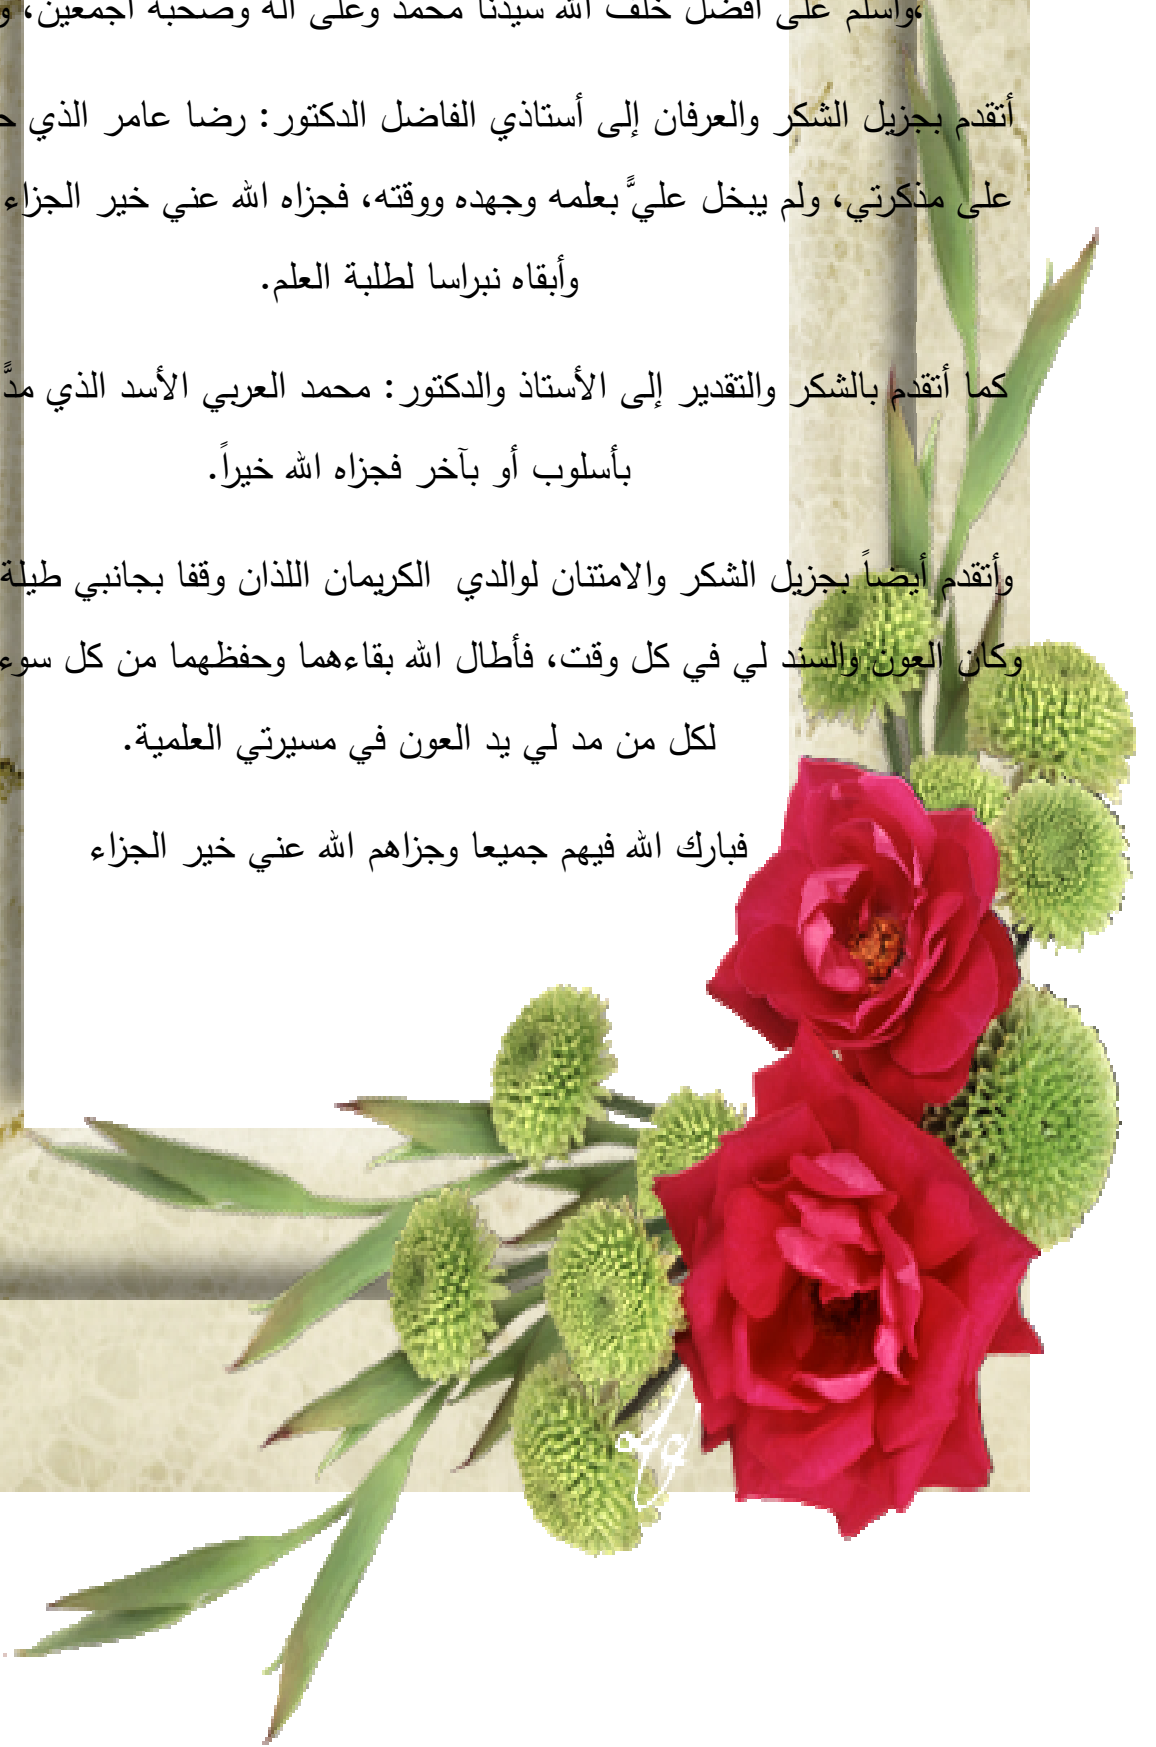 ،وأسلم على أفضل خلف الله سيدنا محمد وعلى آله وصحبه أجمعين،
أتقدم بجزيل الشكر والعرفان إلى أستاذي الفاضل الدكتور: رضا عامر الذي
على مذكرتي، ولم يبخل عليًّ بعلمه وجهده ووقته، فجزاه الله عني خير الجزاء
وأبقاه نبراسا لطلبة العلم.
كما أتقدم بالشكر والتقدير إلى الأستاذ والدكتور: محمد العربي الأسد الذي مدًّ
بأسلوب أو بآخر فجزاه الله خيراً.
وأتقدم أيضاً بجزيل الشكر والامتنان لوالدي الكريمان اللذان وقفا بجانبي طيلة
وكان العون والسند لي في كل وقت، فأطال الله بقاءهما وحفظهما من كل سوء
لكل من مد لي يد العون في مسيرتي العلمية.
فبارك الله فيهم جميعا وجزاهم الله عني خير الجزاء